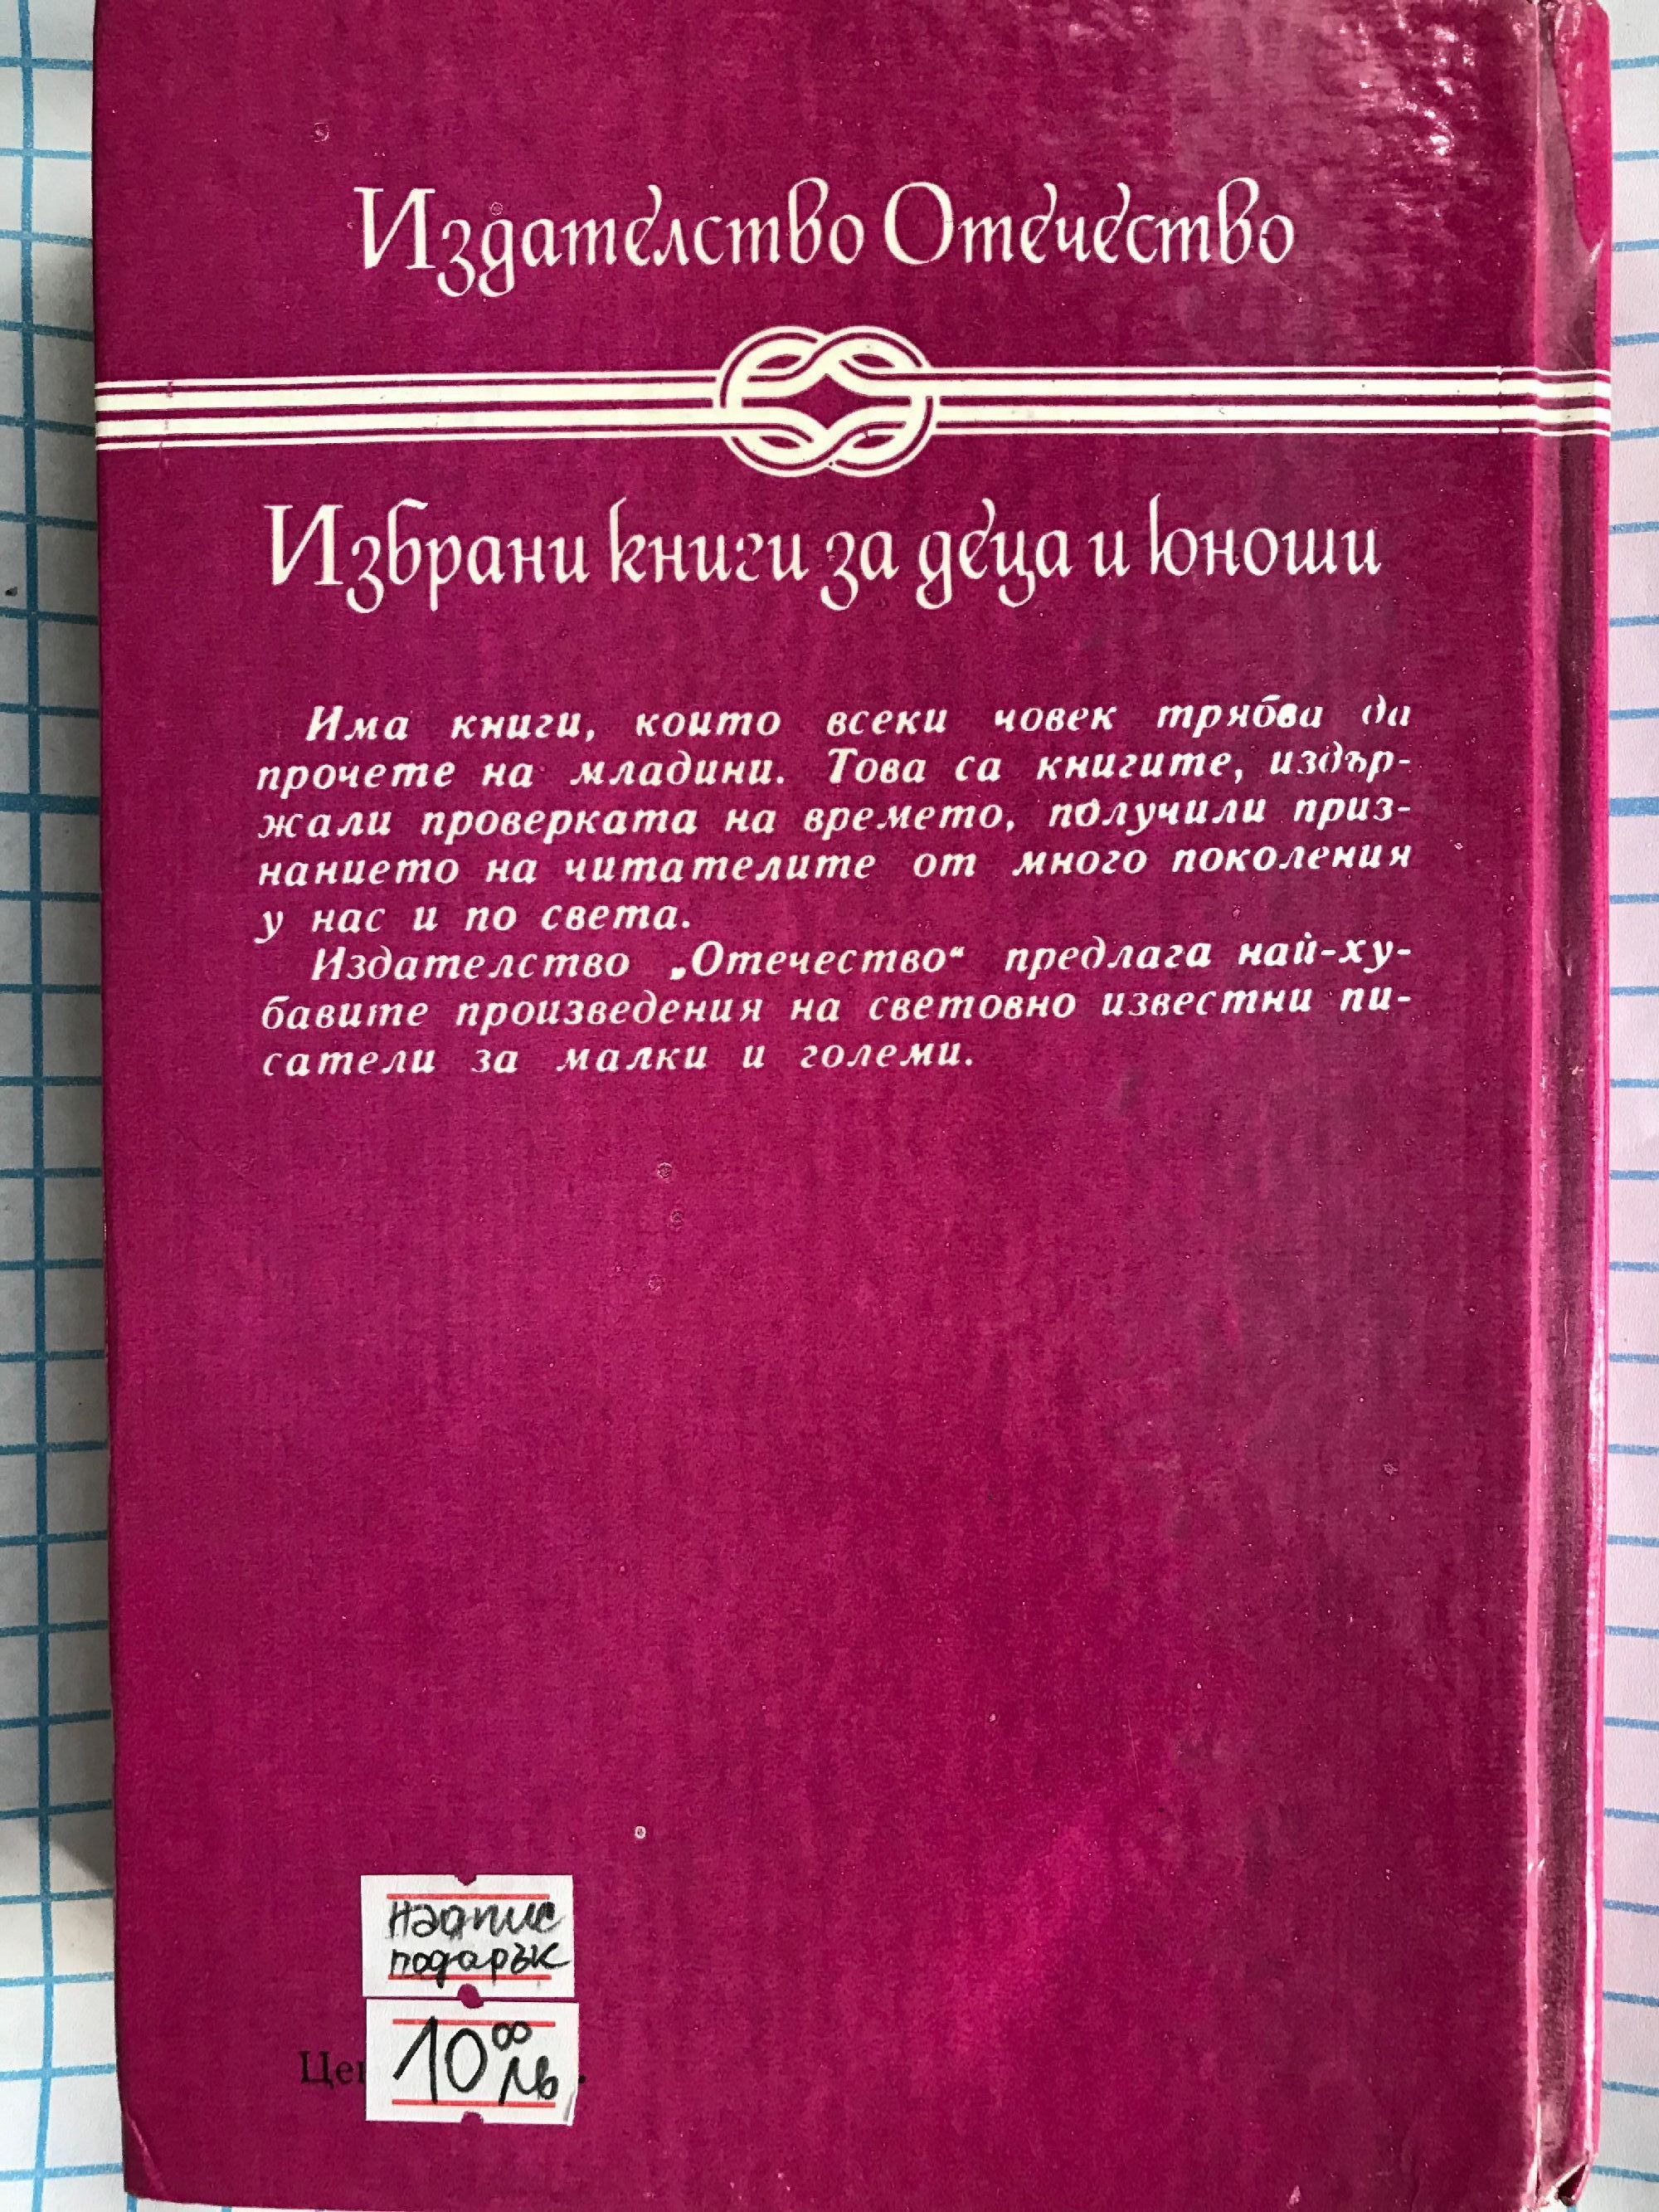 Издателство Отечество
Избрани книги за деца и юноши
Има книги, които всеки човек трябва да
прочете на младини. Това са книгите, издър-
жали проверката на времето, получили приз-
нанието на читателите от много поколения
у нас и по света.
Издателство „Отечество“ предлага най-ху-
бавите произведения на световно известни пи-
сатели за малки и големи.
надпис
подарък
10⁰⁰ лв